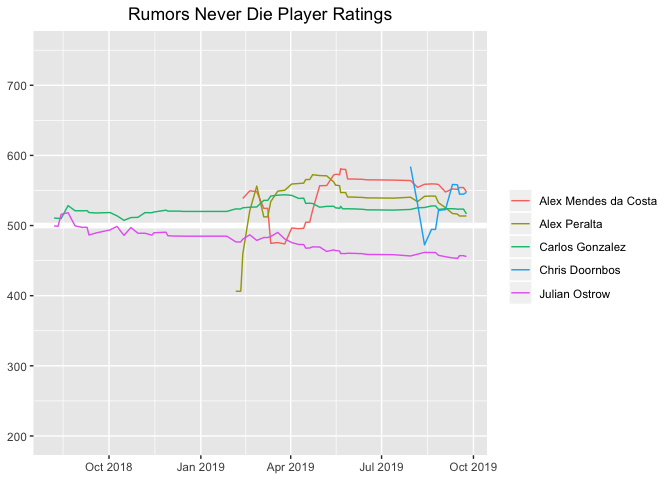 Rumors Never Die Player Ratings
700
600
500
400
300
200
Oct 2018
Jan 2019
Apr 2019
Jul 2019
Oct 2019
Alex Mendes da Costa
Alex Peralta
Carlos Gonzalez
Chris Doornbos
Julian Ostrow